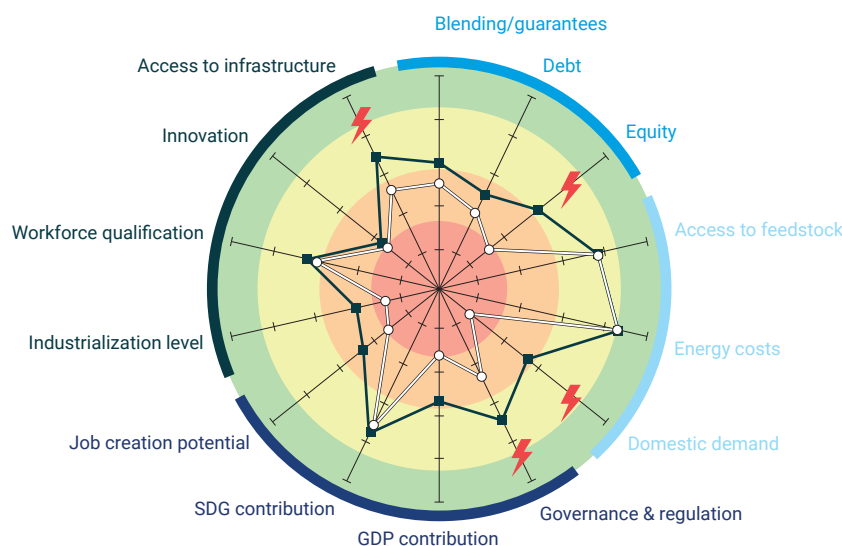 Blending/guarantees
Access to infrastructure
Debt
Innovation
Equity
Workforce qualification
Access to feedstock
Industrialization level
Energy costs
Job creation potential
Domestic demand
SDG contribution
Governance & regulation
GDP contribution